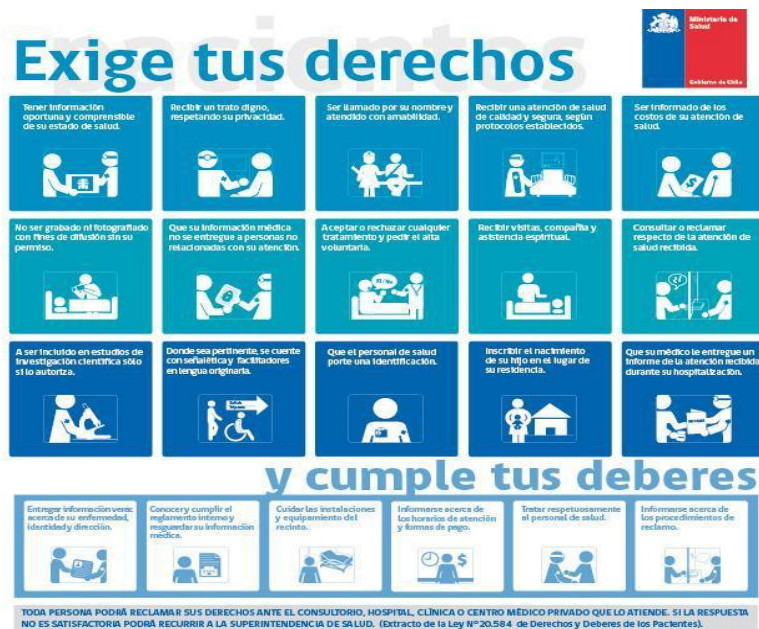 pacientes
Ministerio de
Salud
Gobierno de Chile
Exige tus derechos
Tener información
oportuna y comprensible
de su estado de salud.
Recibir un trato digno,
respetando su privacidad.
Ser llamado por su nombre y
atendido con amabilidad.
Recibir una atención de salud
de calidad y segura, según
protocolos establecidos.
Ser informado de los
costos de su atención de
salud.
No ser grabado ni fotografiado
con fines de difusión sin su
permiso.
Que su información médica
no se entregue a personas no
relacionadas con su atención.
Aceptar o rechazar cualquier
tratamiento y pedir el alta
voluntaria.
Recibir visitas, compañía y
asistencia espiritual.
Consultar o reclamar
respecto de la atención de
salud recibida.
A ser incluido en estudios de
investigación científica sólo
si lo autoriza.
Donde sea pertinente, se cuente
con señalética y facilitadores
en lengua originaria.
Que el personal de salud
porte una identificación.
Inscribir el nacimiento
de su hijo en el lugar de
su residencia.
Que su médico le entregue un
informe de la atención recibida
durante su hospitalización.
y cumple tus deberes
Entregar información veraz
acerca de su enfermedad,
identidad y dirección.
Conocer y cumplir el
reglamento interno y
resguardar su información
médica.
Cuidar las instalaciones
y equipamiento del
recinto.
Informarse acerca de
los horarios de atención
y formas de pago.
Tratar respetuosamente
al personal de salud.
Informarse acerca de
los procedimientos de
reclamo.
TODA PERSONA PODRÁ RECLAMAR SUS DERECHOS ANTE EL CONSULTORIO, HOSPITAL, CLÍNICA O CENTRO MÉDICO PRIVADO QUE LO ATIENDE. SI LA RESPUESTA
NO ES SATISFACTORIA PODRÁ RECURRIR A LA SUPERINTENDENCIA DE SALUD. (Extracto de la Ley N°20.584 de Derechos y Deberes de los Pacientes).